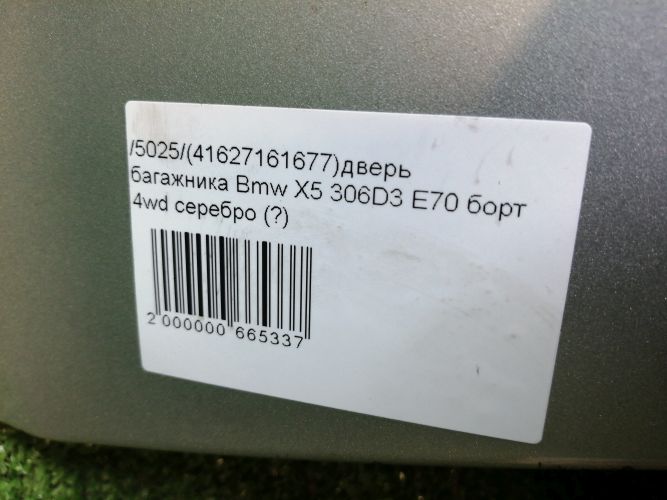 /5025/(41627161677)дверь
багажника Bmw X5 306D3 E70 борт
4wd серебро (?)
2 000000 665337